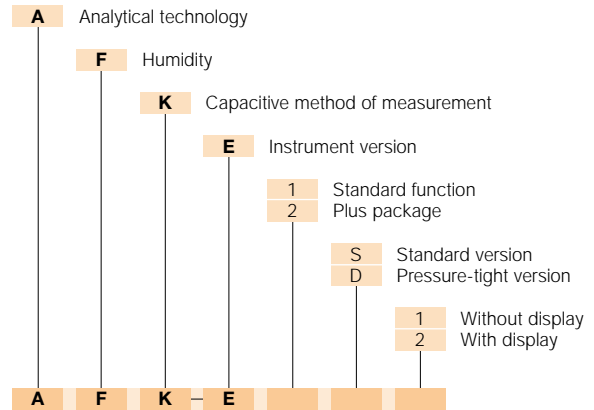 A Analytical technology
F Humidity
K Capacitive method of measurement
E Instrument version
1 Standard function
2 Plus package
S Standard version
D Pressure-tight version
1 Without display
2 With display
A F K – E